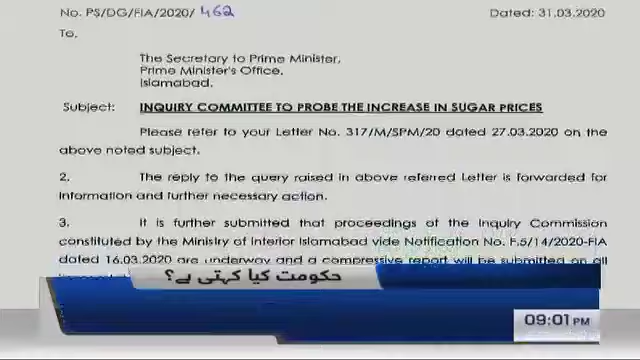 No. PS/DG/FIA/2020/ 462 Dated: 31.03.2020
To,
The Secretary to Prime Minister,
Prime Minister's Office,
Islamabad.
Subject: INQUIRY COMMITTEE TO PROBE THE INCREASE IN SUGAR PRICES
Please refer to your Letter No. 317/M/SPM/20 dated 27.03.2020 on the
above noted subject.
2. The reply to the query raised in above referred Letter is forwarded for
information and further necessary action.
3. It is further submitted that proceedings of the Inquiry Commission
constituted by the Ministry of Interior Islamabad vide Notification No. F.5/14/2020-FIA
dated 16.03.2020 are underway and a compressive report will be submitted on all
حکومت کیا کہتی ہے؟
09:01 PM